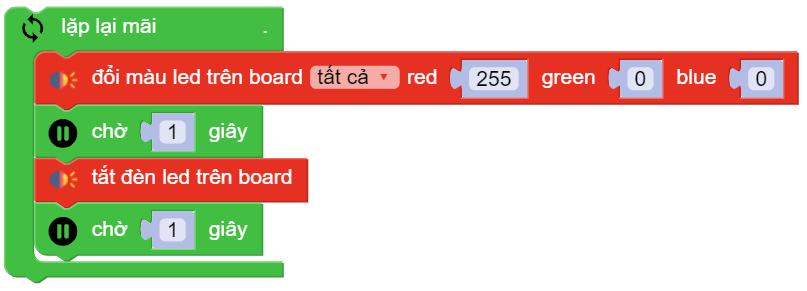 lặp lại mãi .
đổi màu led trên board tất cả red 255 green 0 blue 0
chờ 1 giây
tắt đèn led trên board
chờ 1 giây